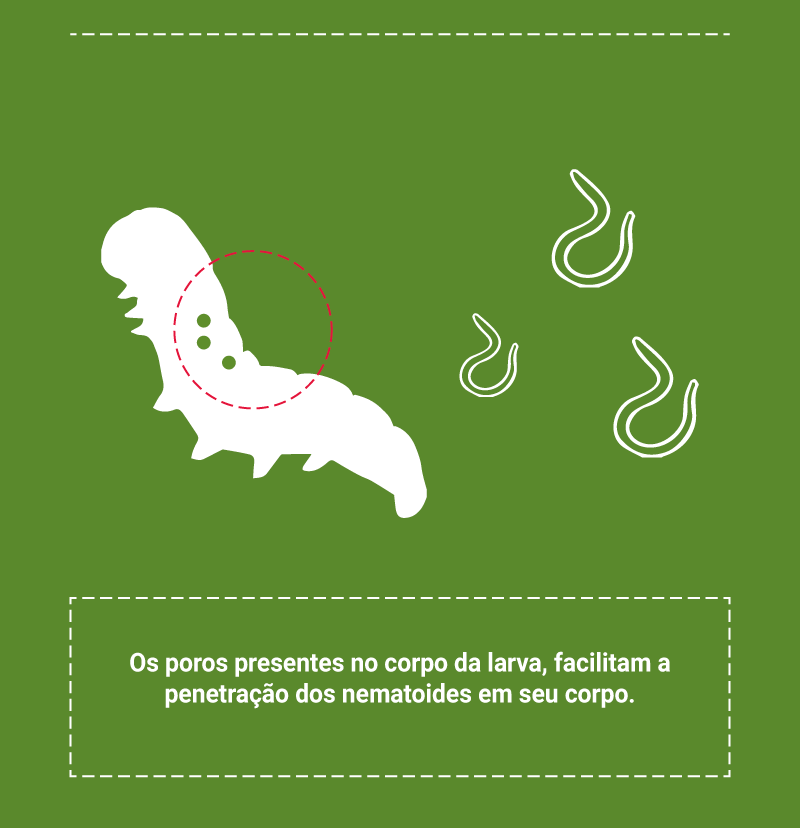 Os poros presentes no corpo da larva, facilitam a
penetração dos nematoides em seu corpo.